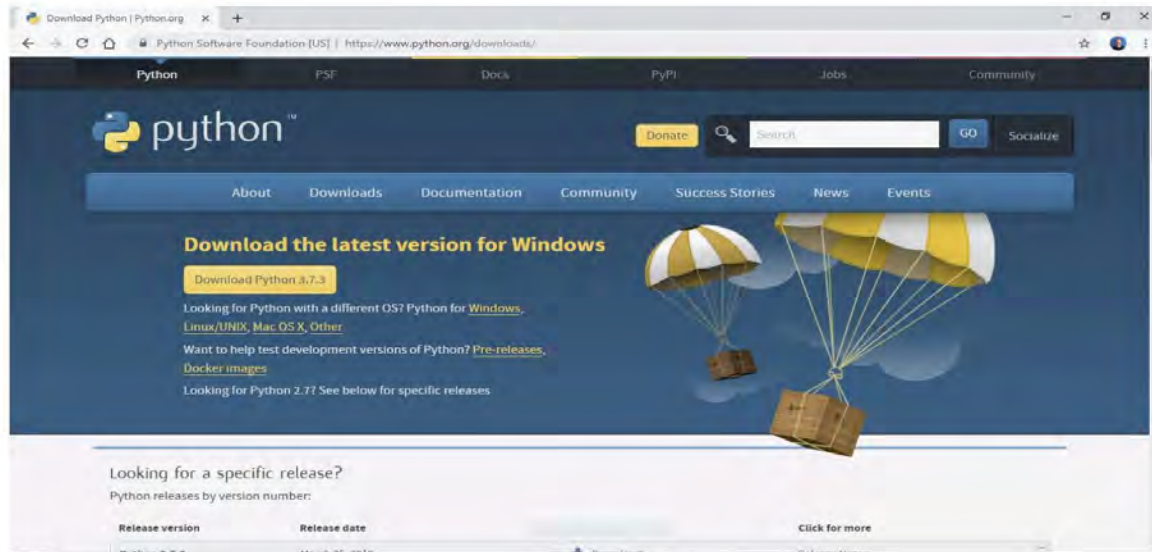 Download Python | Python.org
Python Software Foundation [US] | https://www.python.org/downloads/
Python PSF Docs PyPI Jobs Community
python
Donate Search GO Socialize
About Downloads Documentation Community Success Stories News Events
Download the latest version for Windows
Download Python 3.7.3
Looking for Python with a different OS? Python for Windows,
Linux/UNIX, Mac OS X, Other
Want to help test development versions of Python? Pre-releases,
Docker images
Looking for Python 2.7? See below for specific releases
Looking for a specific release?
Python releases by version number:
Release version Release date Click for more